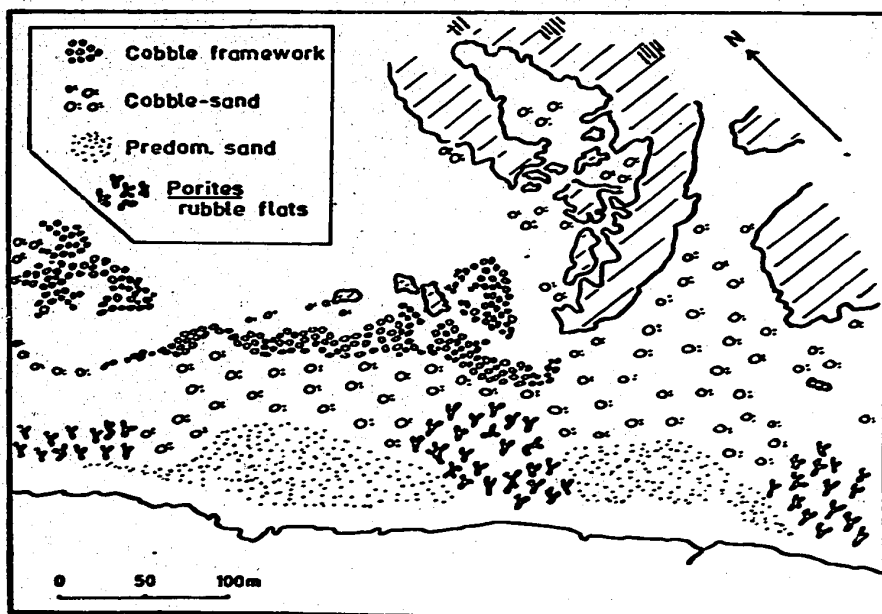 Cobble framework
Cobble-sand
Predom. sand
Porites
rubble flats
N
0 50 100m